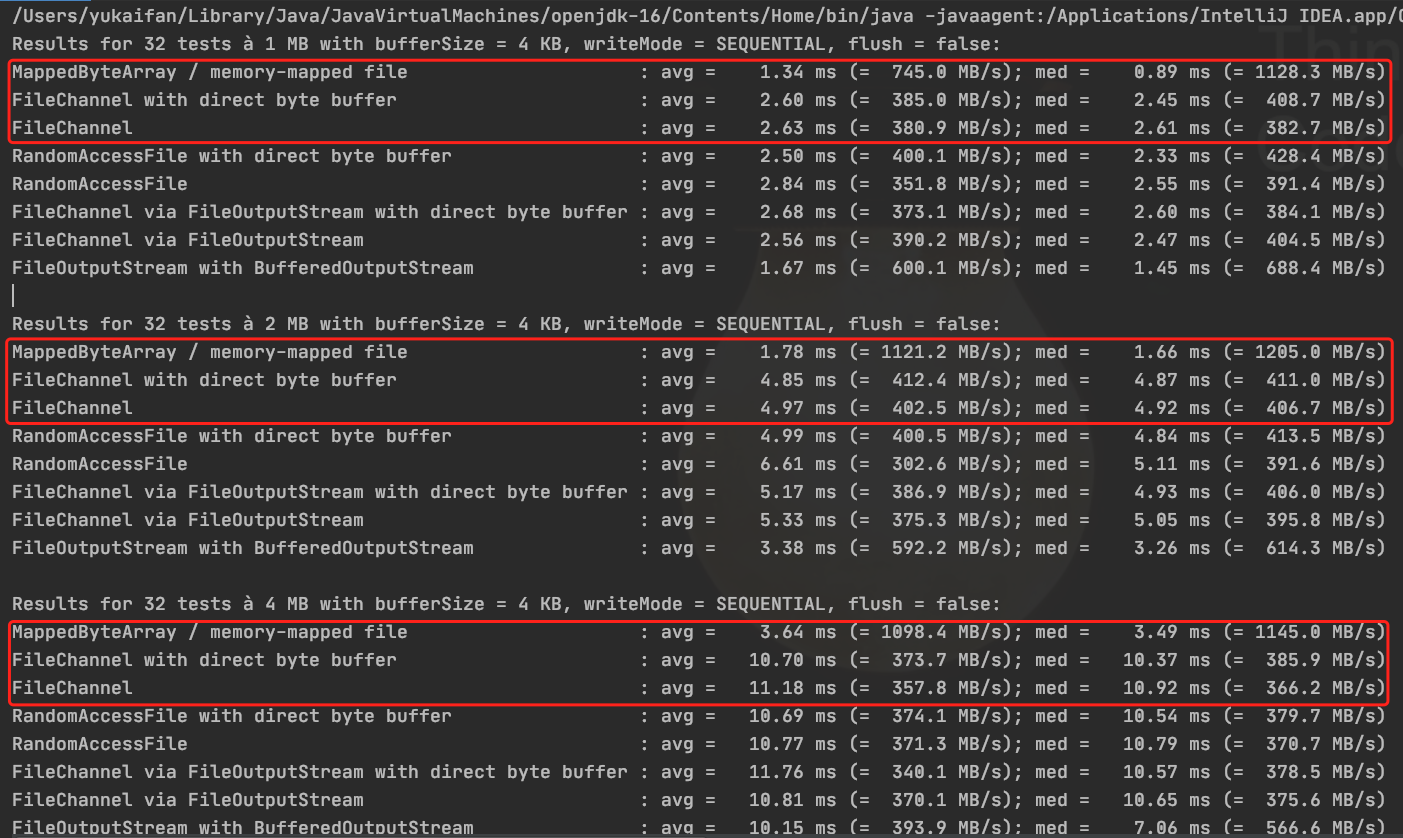 /Users/yukaifan/Library/Java/JavaVirtualMachines/openjdk-16/Contents/Home/bin/java -javaagent:/Applications/IntelliJ IDEA.app/
Results for 32 tests à 1 MB with bufferSize = 4 KB, writeMode = SEQUENTIAL, flush = false:
MappedByteArray / memory-mapped file                     : avg =    1.34 ms (=  745.0 MB/s); med =    0.89 ms (= 1128.3 MB/s)
FileChannel with direct byte buffer                      : avg =    2.60 ms (=  385.0 MB/s); med =    2.45 ms (=  408.7 MB/s)
FileChannel                                              : avg =    2.63 ms (=  380.9 MB/s); med =    2.61 ms (=  382.7 MB/s)
RandomAccessFile with direct byte buffer                 : avg =    2.50 ms (=  400.1 MB/s); med =    2.33 ms (=  428.4 MB/s)
RandomAccessFile                                         : avg =    2.84 ms (=  351.8 MB/s); med =    2.55 ms (=  391.4 MB/s)
FileChannel via FileOutputStream with direct byte buffer : avg =    2.68 ms (=  373.1 MB/s); med =    2.60 ms (=  384.1 MB/s)
FileChannel via FileOutputStream                         : avg =    2.56 ms (=  390.2 MB/s); med =    2.47 ms (=  404.5 MB/s)
FileOutputStream with BufferedOutputStream               : avg =    1.67 ms (=  600.1 MB/s); med =    1.45 ms (=  688.4 MB/s)
Results for 32 tests à 2 MB with bufferSize = 4 KB, writeMode = SEQUENTIAL, flush = false:
MappedByteArray / memory-mapped file                     : avg =    1.78 ms (= 1121.2 MB/s); med =    1.66 ms (= 1205.0 MB/s)
FileChannel with direct byte buffer                      : avg =    4.85 ms (=  412.4 MB/s); med =    4.87 ms (=  411.0 MB/s)
FileChannel                                              : avg =    4.97 ms (=  402.5 MB/s); med =    4.92 ms (=  406.7 MB/s)
RandomAccessFile with direct byte buffer                 : avg =    4.99 ms (=  400.5 MB/s); med =    4.84 ms (=  413.5 MB/s)
RandomAccessFile                                         : avg =    6.61 ms (=  302.6 MB/s); med =    5.11 ms (=  391.6 MB/s)
FileChannel via FileOutputStream with direct byte buffer : avg =    5.17 ms (=  386.9 MB/s); med =    4.93 ms (=  406.0 MB/s)
FileChannel via FileOutputStream                         : avg =    5.33 ms (=  375.3 MB/s); med =    5.05 ms (=  395.8 MB/s)
FileOutputStream with BufferedOutputStream               : avg =    3.38 ms (=  592.2 MB/s); med =    3.26 ms (=  614.3 MB/s)
Results for 32 tests à 4 MB with bufferSize = 4 KB, writeMode = SEQUENTIAL, flush = false:
MappedByteArray / memory-mapped file                     : avg =    3.64 ms (= 1098.4 MB/s); med =    3.49 ms (= 1145.0 MB/s)
FileChannel with direct byte buffer                      : avg =   10.70 ms (=  373.7 MB/s); med =   10.37 ms (=  385.9 MB/s)
FileChannel                                              : avg =   11.18 ms (=  357.8 MB/s); med =   10.92 ms (=  366.2 MB/s)
RandomAccessFile with direct byte buffer                 : avg =   10.69 ms (=  374.1 MB/s); med =   10.54 ms (=  379.7 MB/s)
RandomAccessFile                                         : avg =   10.77 ms (=  371.3 MB/s); med =   10.79 ms (=  370.7 MB/s)
FileChannel via FileOutputStream with direct byte buffer : avg =   11.76 ms (=  340.1 MB/s); med =   10.57 ms (=  378.5 MB/s)
FileChannel via FileOutputStream                         : avg =   10.81 ms (=  370.1 MB/s); med =   10.65 ms (=  375.6 MB/s)
FileOutputStream with BufferedOutputStream               : avg =   10.15 ms (=  393.9 MB/s); med =    7.06 ms (=  566.6 MB/s)